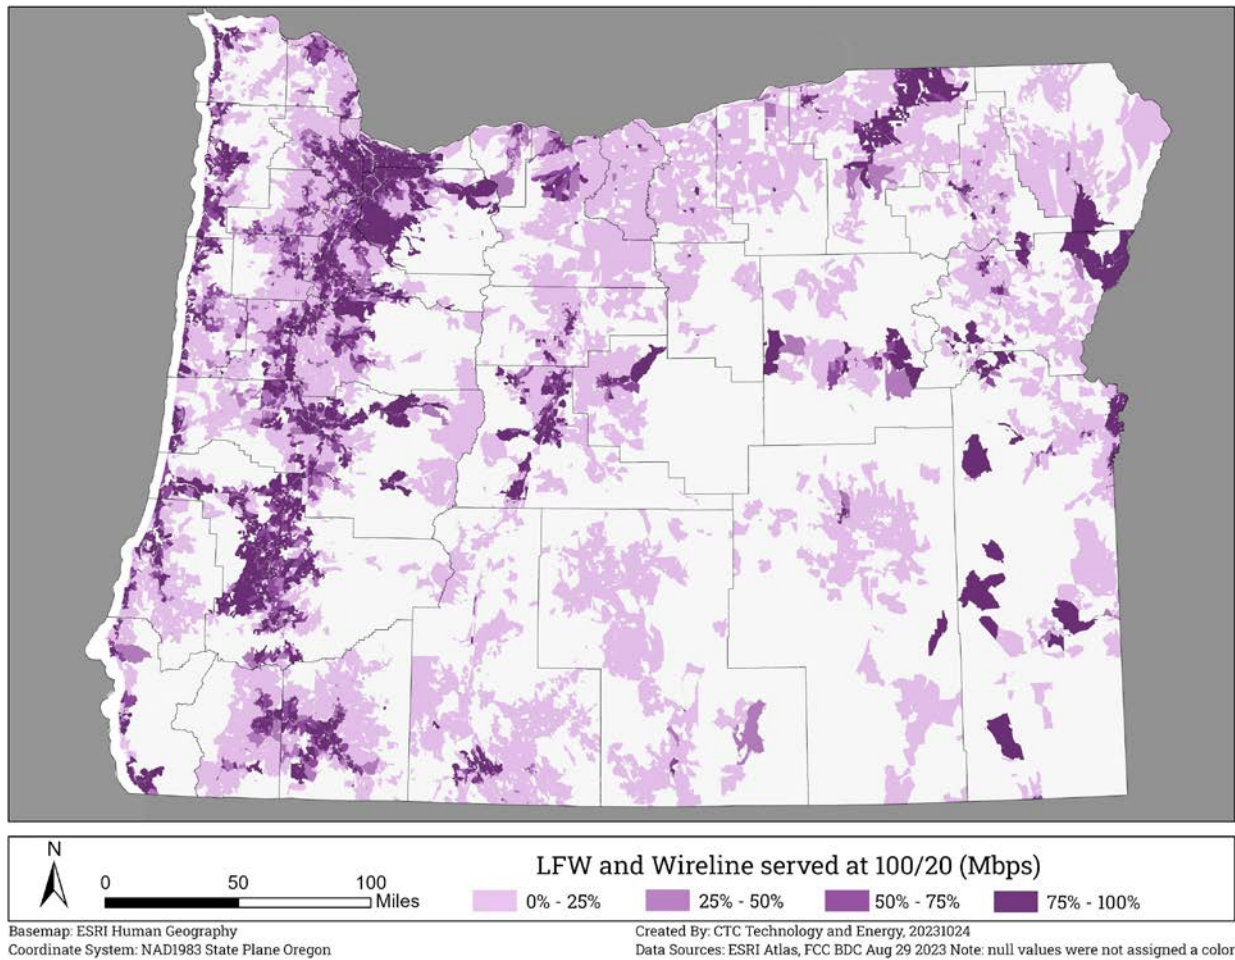 LFW and Wireline served at 100/20 (Mbps)
N
0 50 100
Miles
0% - 25% 25% - 50% 50% - 75% 75% - 100%
Basemap: ESRI Human Geography
Created By: CTC Technology and Energy, 20231024
Coordinate System: NAD1983 State Plane Oregon
Data Sources: ESRI Atlas, FCC BDC Aug 29 2023 Note: null values were not assigned a color